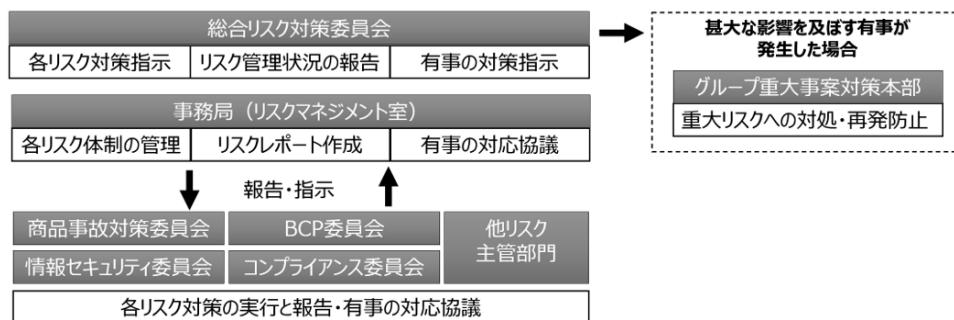 総合リスク対策委員会
各リスク対策指示
リスク管理状況の報告
有事の対策指示
事務局（リスクマネジメント室）
各リスク体制の管理
リスクレポート作成
有事の対応協議
報告・指示
商品事故対策委員会
BCP委員会
情報セキュリティ委員会
コンプライアンス委員会
他リスク
主管部門
各リスク対策の実行と報告・有事の対応協議
甚大な影響を及ぼす有事が
発生した場合
グループ重大事案対策本部
重大リスクへの対処・再発防止